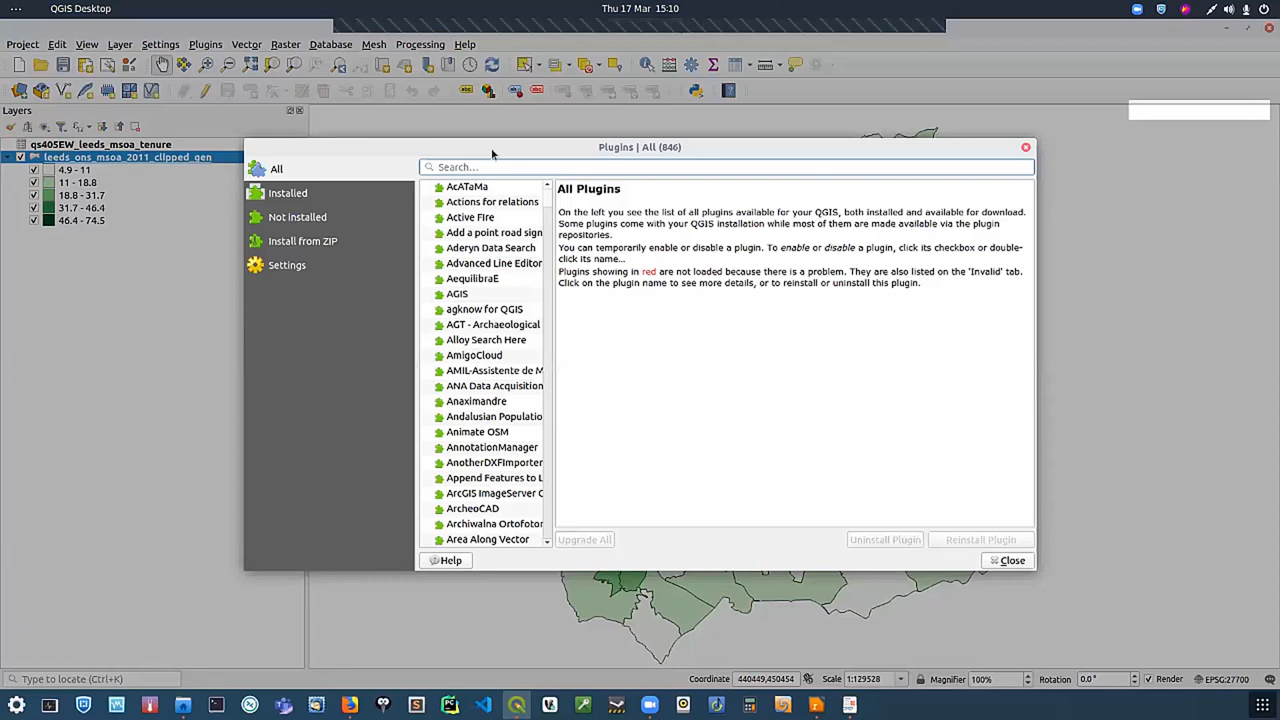 QGIS Desktop
Thu 17 Mar 15:10
Project Edit View Layer Settings Plugins Vector Raster Database Mesh Processing Help
Layers
qs405EW_leeds_msoa_tenure
leeds_ons_msoa_2011_clipped_gen
4.9 - 11
11 - 18.8
18.8 - 31.7
31.7 - 46.4
46.4 - 74.5
Plugins | All (846)
All
Installed
Not installed
Install from ZIP
Settings
Search...
AcATaMa
Actions for relations
Active FIre
Add a point road sign
Aderyn Data Search
Advanced Line Editor
AequilibraE
AGIS
agknow for QGIS
AGT - Archaeological
Alloy Search Here
AmigoCloud
AMIL-Assistente de M
ANA Data Acquisition
Anaximandre
Andalusian Populatio
Animate OSM
AnnotationManager
AnotherDXFImporter
Append Features to L
ArcGIS ImageServer C
ArcheoCAD
Archiwalna Ortofotor
Area Along Vector
All Plugins
On the left you see the list of all plugins available for your QGIS, both installed and available for download.
Some plugins come with your QGIS installation while most of them are made available via the plugin
repositories.
You can temporarily enable or disable a plugin. To enable or disable a plugin, click its checkbox or double-
click its name...
Plugins showing in red are not loaded because there is a problem. They are also listed on the 'Invalid' tab.
Click on the plugin name to see more details, or to reinstall or uninstall this plugin.
Upgrade All
Uninstall Plugin
Reinstall Plugin
Help
Close
Type to locate (Ctrl+K)
Coordinate 440449,450454
Scale 1:129528
Magnifier 100%
Rotation 0.0°
Render
EPSG:27700